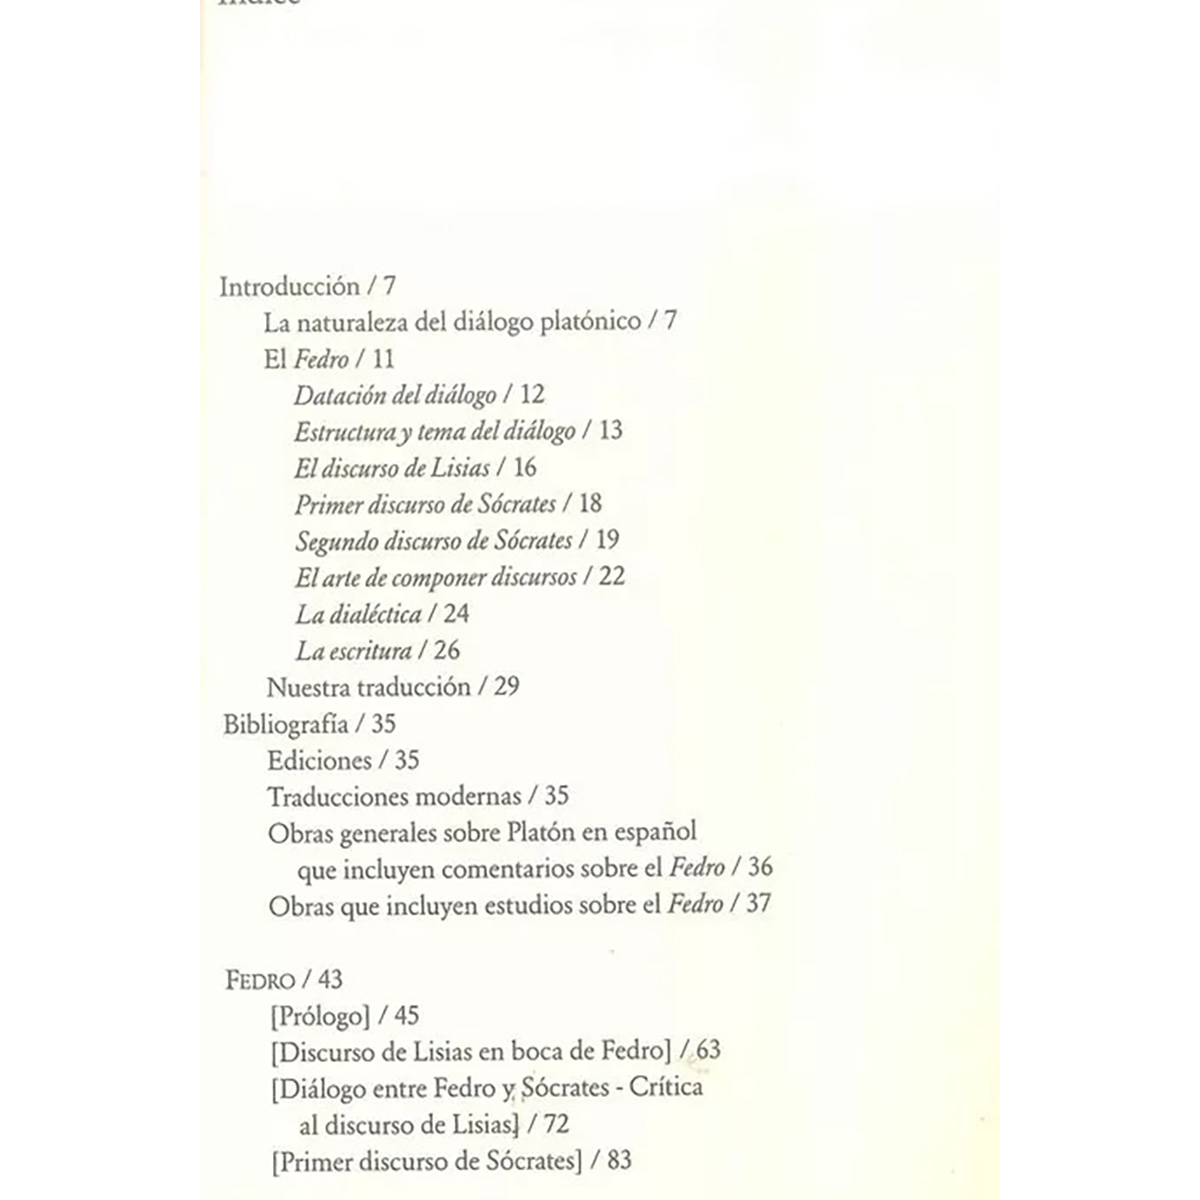 Índice
Introducción / 7
La naturaleza del diálogo platónico / 7
El Fedro / 11
Datación del diálogo / 12
Estructura y tema del diálogo / 13
El discurso de Lisias / 16
Primer discurso de Sócrates / 18
Segundo discurso de Sócrates / 19
El arte de componer discursos / 22
La dialéctica / 24
La escritura / 26
Nuestra traducción / 29
Bibliografía / 35
Ediciones / 35
Traducciones modernas / 35
Obras generales sobre Platón en español
que incluyen comentarios sobre el Fedro / 36
Obras que incluyen estudios sobre el Fedro / 37
FEDRO / 43
[Prólogo] / 45
[Discurso de Lisias en boca de Fedro] / 63
[Diálogo entre Fedro y Sócrates - Crítica
al discurso de Lisias] / 72
[Primer discurso de Sócrates] / 83